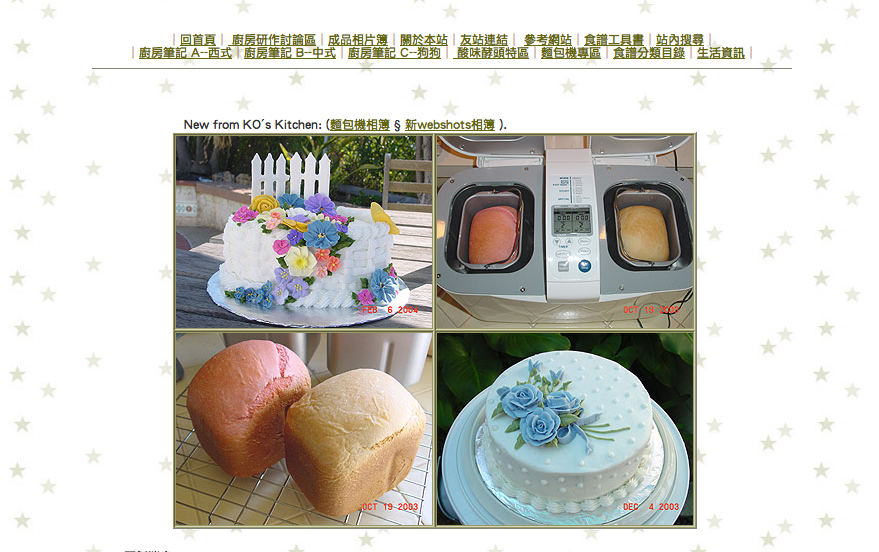 | 回首頁 | 廚房研作討論區 | 成品相片簿 | 關於本站 | 友站連結 | 參考網站 | 食譜工具書 | 站內搜尋 |
| 廚房筆記 A--西式 | 廚房筆記 B--中式 | 廚房筆記 C--狗狗 | 酸味酵頭特區 | 麵包機專區 | 食譜分類目錄 | 生活資訊 |
New from KO´s Kitchen: (麵包機相簿 § 新webshots相簿 ).
FEB 6 2004
OCT 19 2003
DEC 4 2003